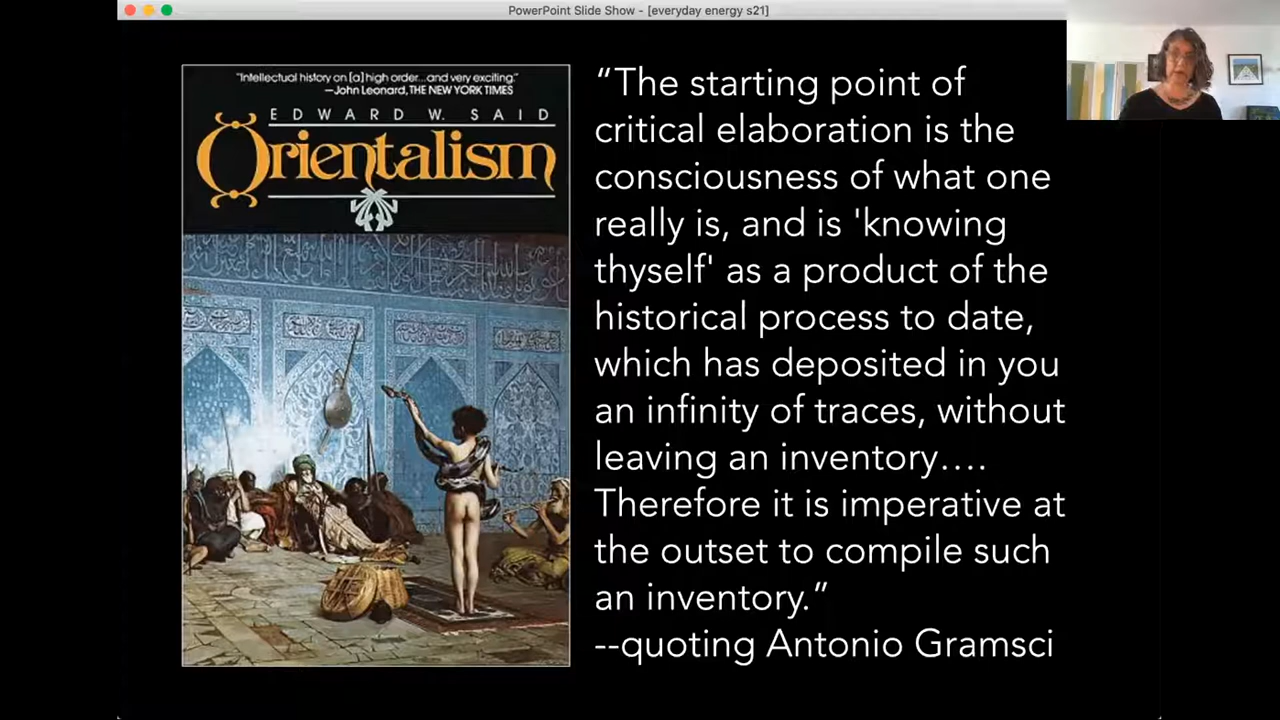 PowerPoint Slide Show - [everyday energy s21]
"Intellectual history on [a] high order...and very exciting."
—John Leonard, THE NEW YORK TIMES
EDWARD W. SAID
Orientalism
“The starting point of
critical elaboration is the
consciousness of what one
really is, and is 'knowing
thyself' as a product of the
historical process to date,
which has deposited in you
an infinity of traces, without
leaving an inventory….
Therefore it is imperative at
the outset to compile such
an inventory.”
--quoting Antonio Gramsci